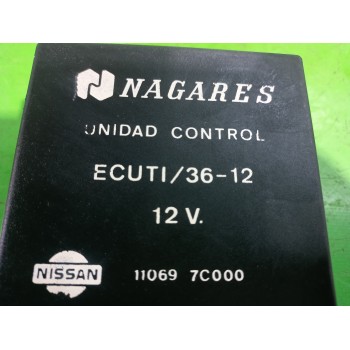 NAGARES
UNIDAD CONTROL
ECUTI/36-12
12 V.
NISSAN 11069 7C000